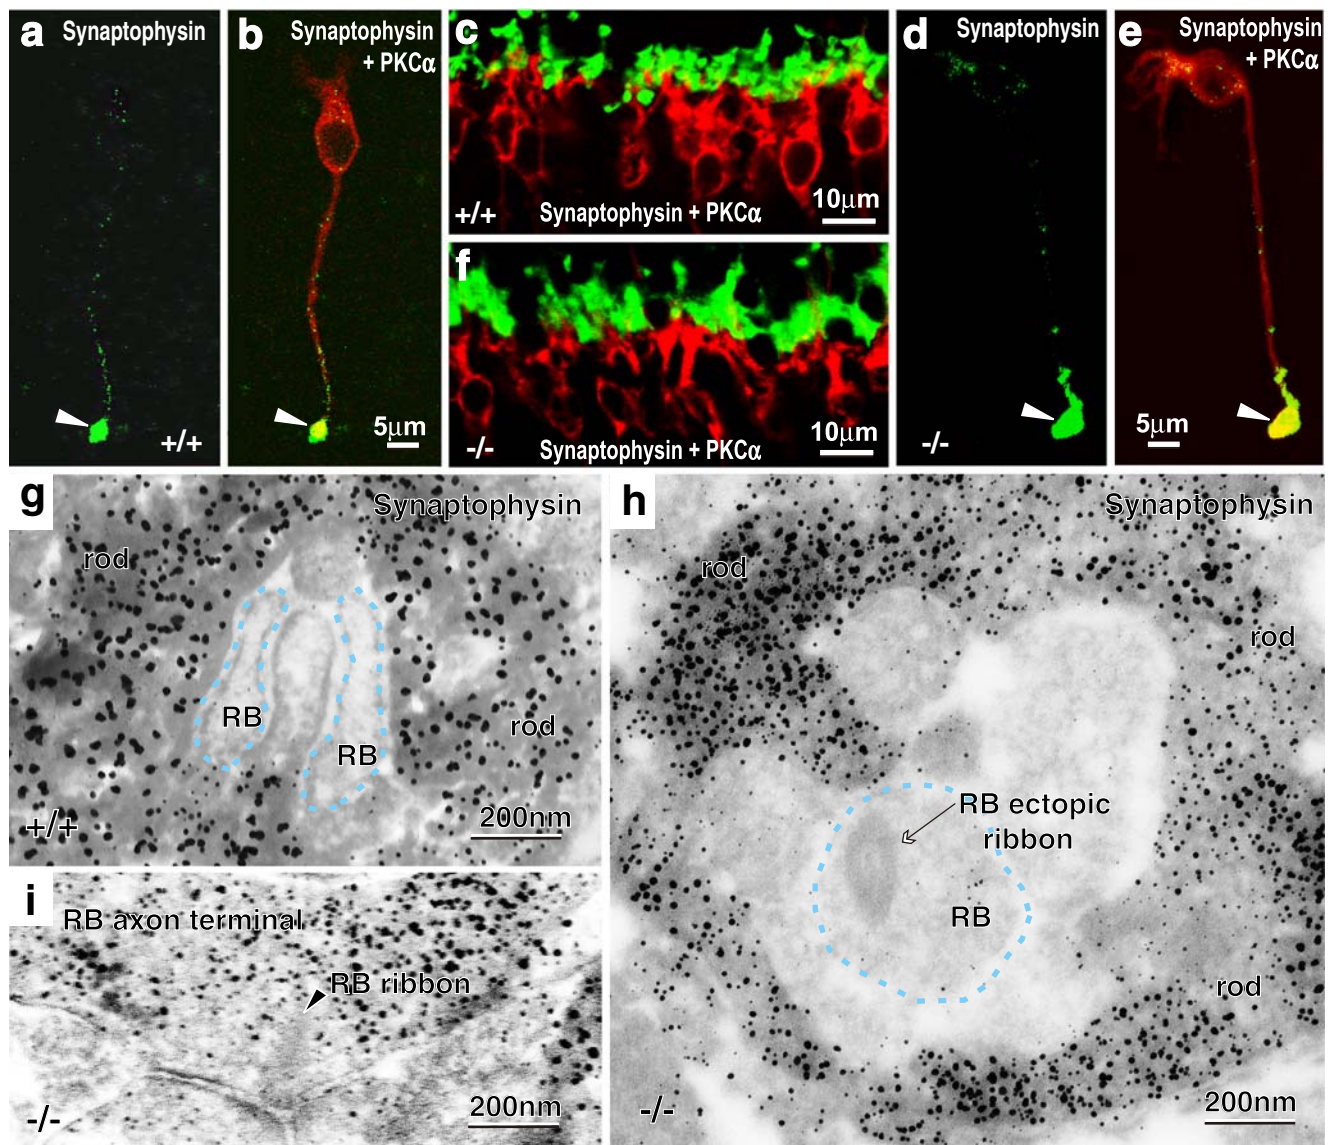 a
Synaptophysin
+/+
b
Synaptophysin
+ PKCα
5µm
c
+/+
Synaptophysin + PKCα
10µm
d
Synaptophysin
-/-
e
Synaptophysin
+ PKCα
5µm
f
-/-
Synaptophysin + PKCα
10µm
g
Synaptophysin
rod
RB
RB
rod
+/+
200nm
h
Synaptophysin
rod
rod
RB ectopic
ribbon
RB
rod
-/-
200nm
i
RB axon terminal
RB ribbon
-/-
200nm